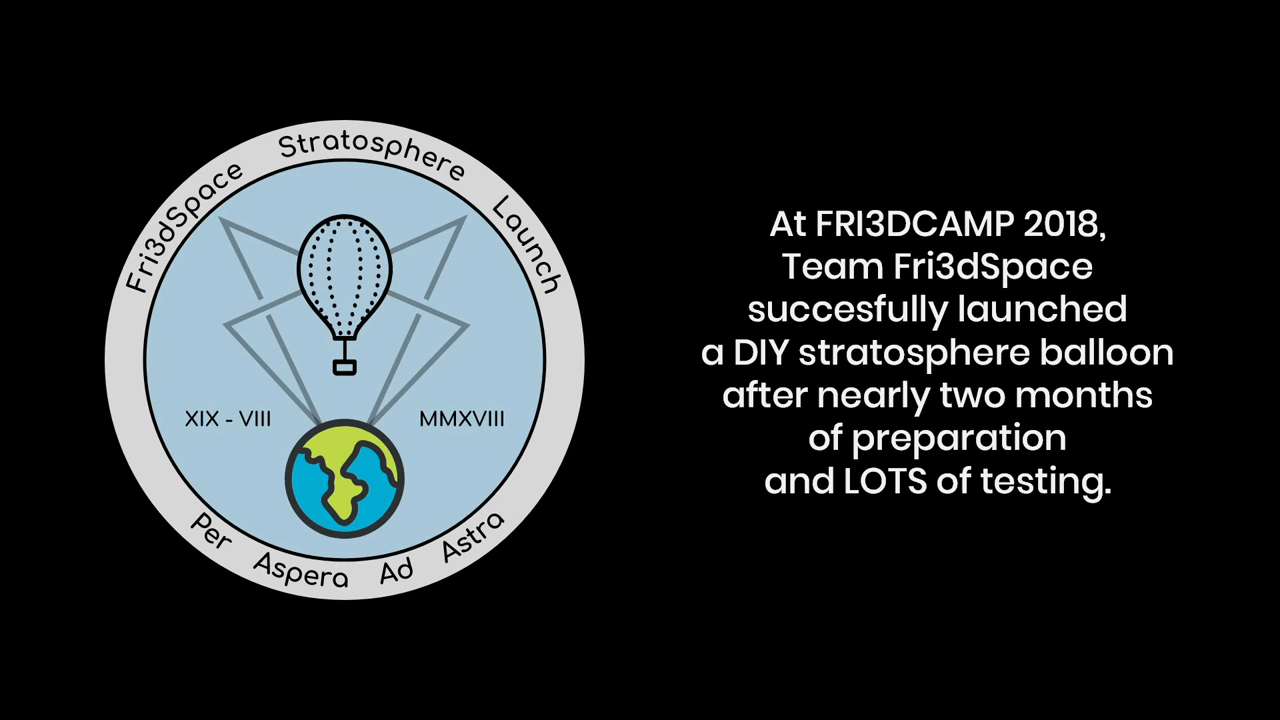 Fri3dSpace Stratosphere Launch
XIX - VIII
MMXVIII
Per Aspera Ad Astra
At FRI3DCAMP 2018,
Team Fri3dSpace
succesfully launched
a DIY stratosphere balloon
after nearly two months
of preparation
and LOTS of testing.